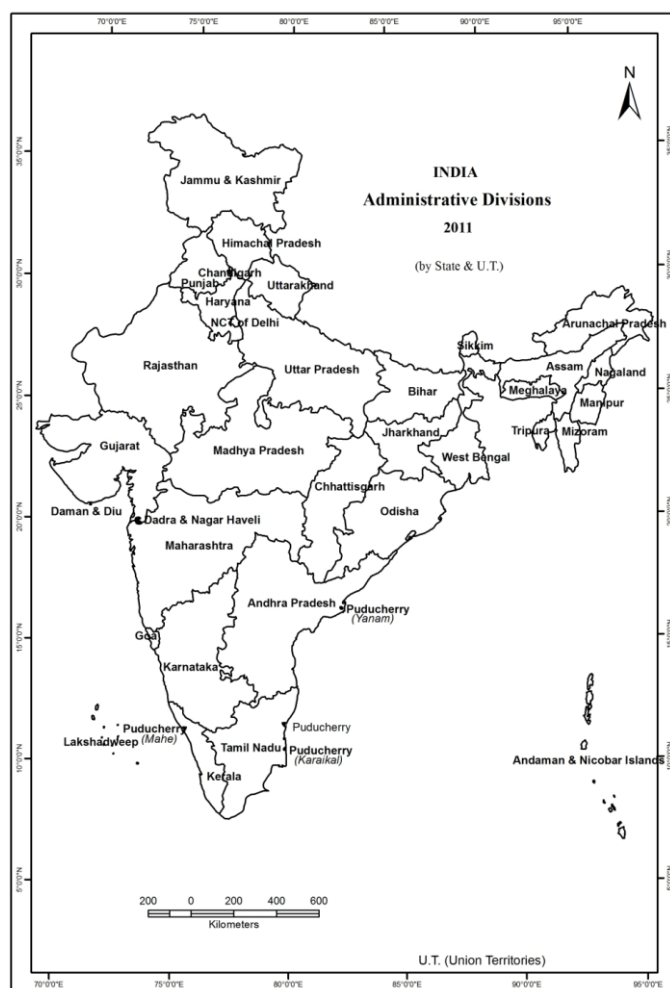 70°0'0"E 75°0'0"E 80°0'0"E 85°0'0"E 90°0'0"E 95°0'0"E
N
INDIA
Administrative Divisions
2011
(by State & U.T.)
Jammu & Kashmir
Himachal Pradesh
Chandigarh
Punjab
Uttarakhand
Haryana
NCT of Delhi
Arunachal Pradesh
Sikkim
Rajasthan
Uttar Pradesh
Assam
Nagaland
Bihar
Meghalaya
Manipur
Jharkhand
Tripura
Mizoram
Gujarat
Madhya Pradesh
West Bengal
Chhattisgarh
Daman & Diu
Dadra & Nagar Haveli
Odisha
Maharashtra
Andhra Pradesh
Puducherry
(Yanam)
Goa
Karnataka
Puducherry
(Mahe)
Puducherry
Lakshadweep
Tamil Nadu
Puducherry
(Karaikal)
Andaman & Nicobar Islands
Kerala
35°0'0"N
30°0'0"N
25°0'0"N
20°0'0"N
15°0'0"N
10°0'0"N
5°0'0"N
200 0 200 400 600
Kilometers
U.T. (Union Territories)
70°0'0"E 75°0'0"E 80°0'0"E 85°0'0"E 90°0'0"E 95°0'0"E